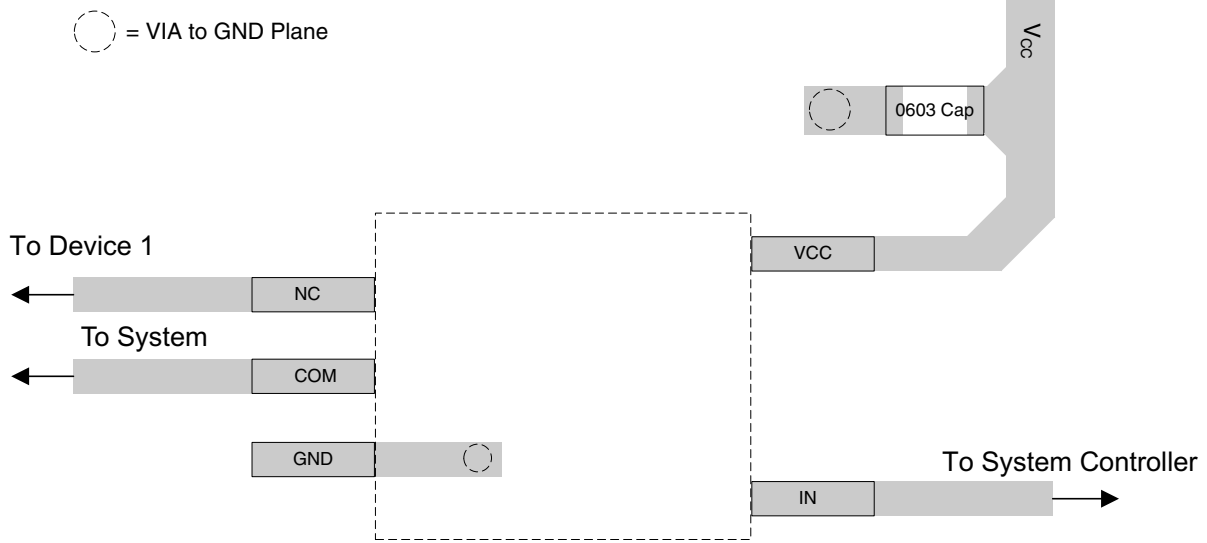 = VIA to GND Plane
VCC
0603 Cap
To Device 1
VCC
NC
To System
COM
GND
To System Controller
IN